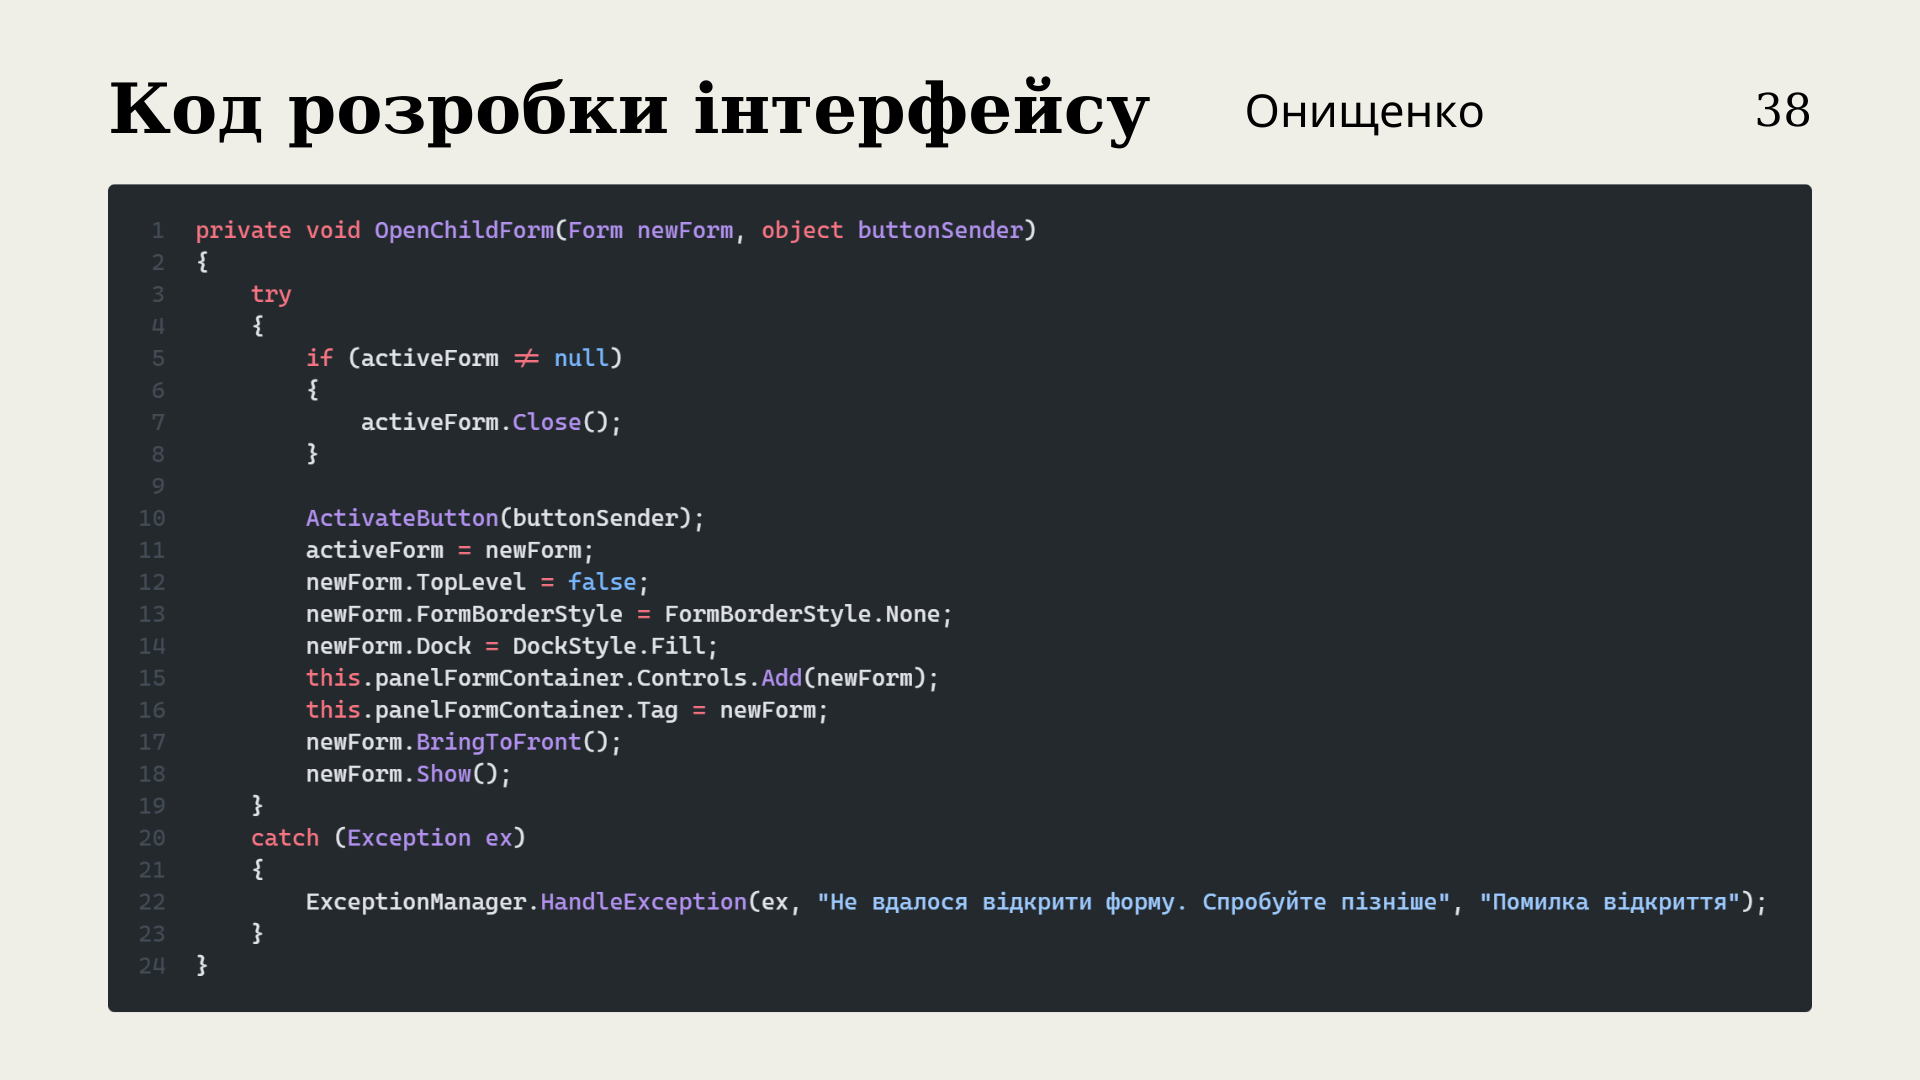 Код розробки інтерфейсу Онищенко 38
1 private void OpenChildForm(Form newForm, object buttonSender)
2 {
3     try
4     {
5         if (activeForm != null)
6         {
7             activeForm.Close();
8         }
9
10         ActivateButton(buttonSender);
11         activeForm = newForm;
12         newForm.TopLevel = false;
13         newForm.FormBorderStyle = FormBorderStyle.None;
14         newForm.Dock = DockStyle.Fill;
15         this.panelFormContainer.Controls.Add(newForm);
16         this.panelFormContainer.Tag = newForm;
17         newForm.BringToFront();
18         newForm.Show();
19     }
20     catch (Exception ex)
21     {
22         ExceptionManager.HandleException(ex, "Не вдалося відкрити форму. Спробуйте пізніше", "Помилка відкриття");
23     }
24 }